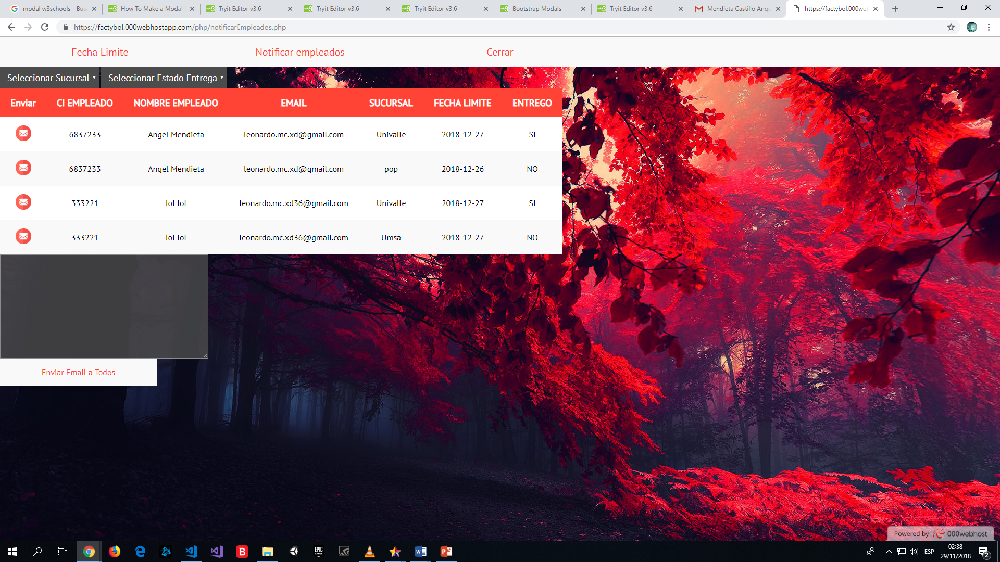 modal w3schools - Bus
How To Make a Modal
Tryit Editor v3.6
Tryit Editor v3.6
Tryit Editor v3.6
Bootstrap Modals
Tryit Editor v3.6
Mendieta Castillo Ange
https://factybol.000web
https://factybol.000webhostapp.com/php/notificarEmpleados.php
Fecha Limite
Notificar empleados
Cerrar
Seleccionar Sucursal
Seleccionar Estado Entrega
Enviar CI EMPLEADO NOMBRE EMPLEADO EMAIL SUCURSAL FECHA LIMITE ENTREGO
6837233 Angel Mendieta leonardo.mc.xd@gmail.com Univalle 2018-12-27 SI
6837233 Angel Mendieta leonardo.mc.xd@gmail.com pop 2018-12-26 NO
333221 lol lol leonardo.mc.xd36@gmail.com Univalle 2018-12-27 SI
333221 lol lol leonardo.mc.xd36@gmail.com Umsa 2018-12-27 NO
Enviar Email a Todos
Powered by 000webhost
EPIC GAMES
ESP
02:38
29/11/2018
2